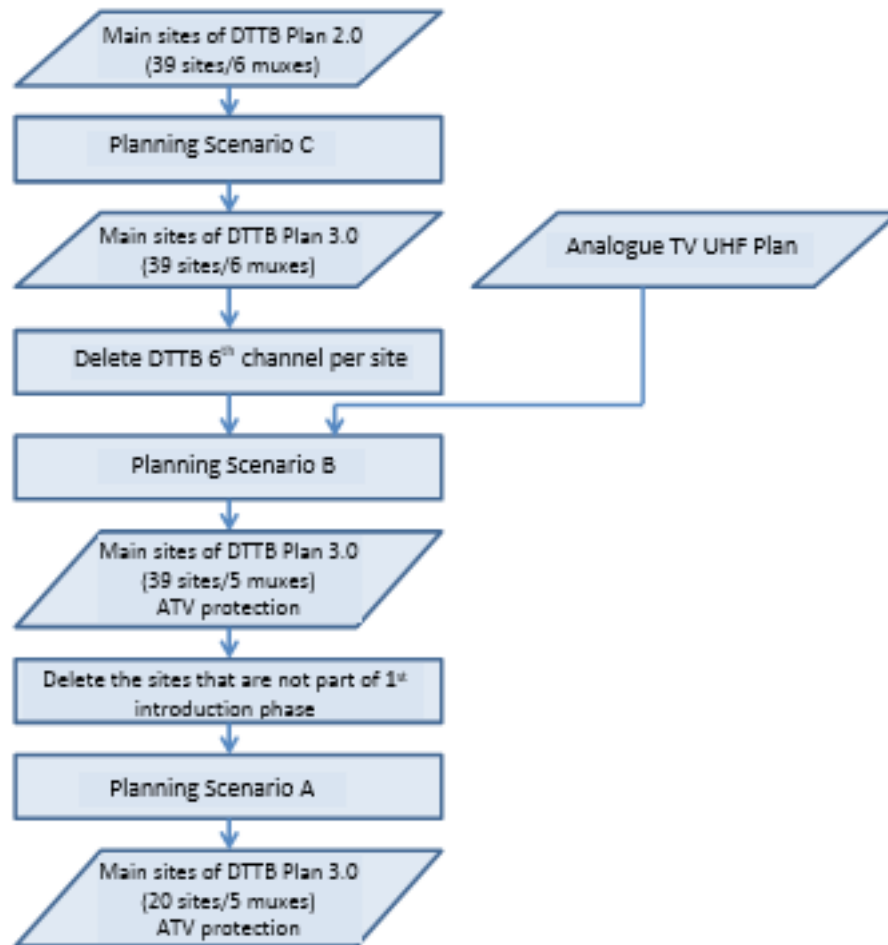 Main sites of DTTB Plan 2.0
(39 sites/6 muxes)
Planning Scenario C
Main sites of DTTB Plan 3.0
(39 sites/6 muxes)
Analogue TV UHF Plan
Delete DTTB 6th channel per site
Planning Scenario B
Main sites of DTTB Plan 3.0
(39 sites/5 muxes)
ATV protection
Delete the sites that are not part of 1st
introduction phase
Planning Scenario A
Main sites of DTTB Plan 3.0
(20 sites/5 muxes)
ATV protection